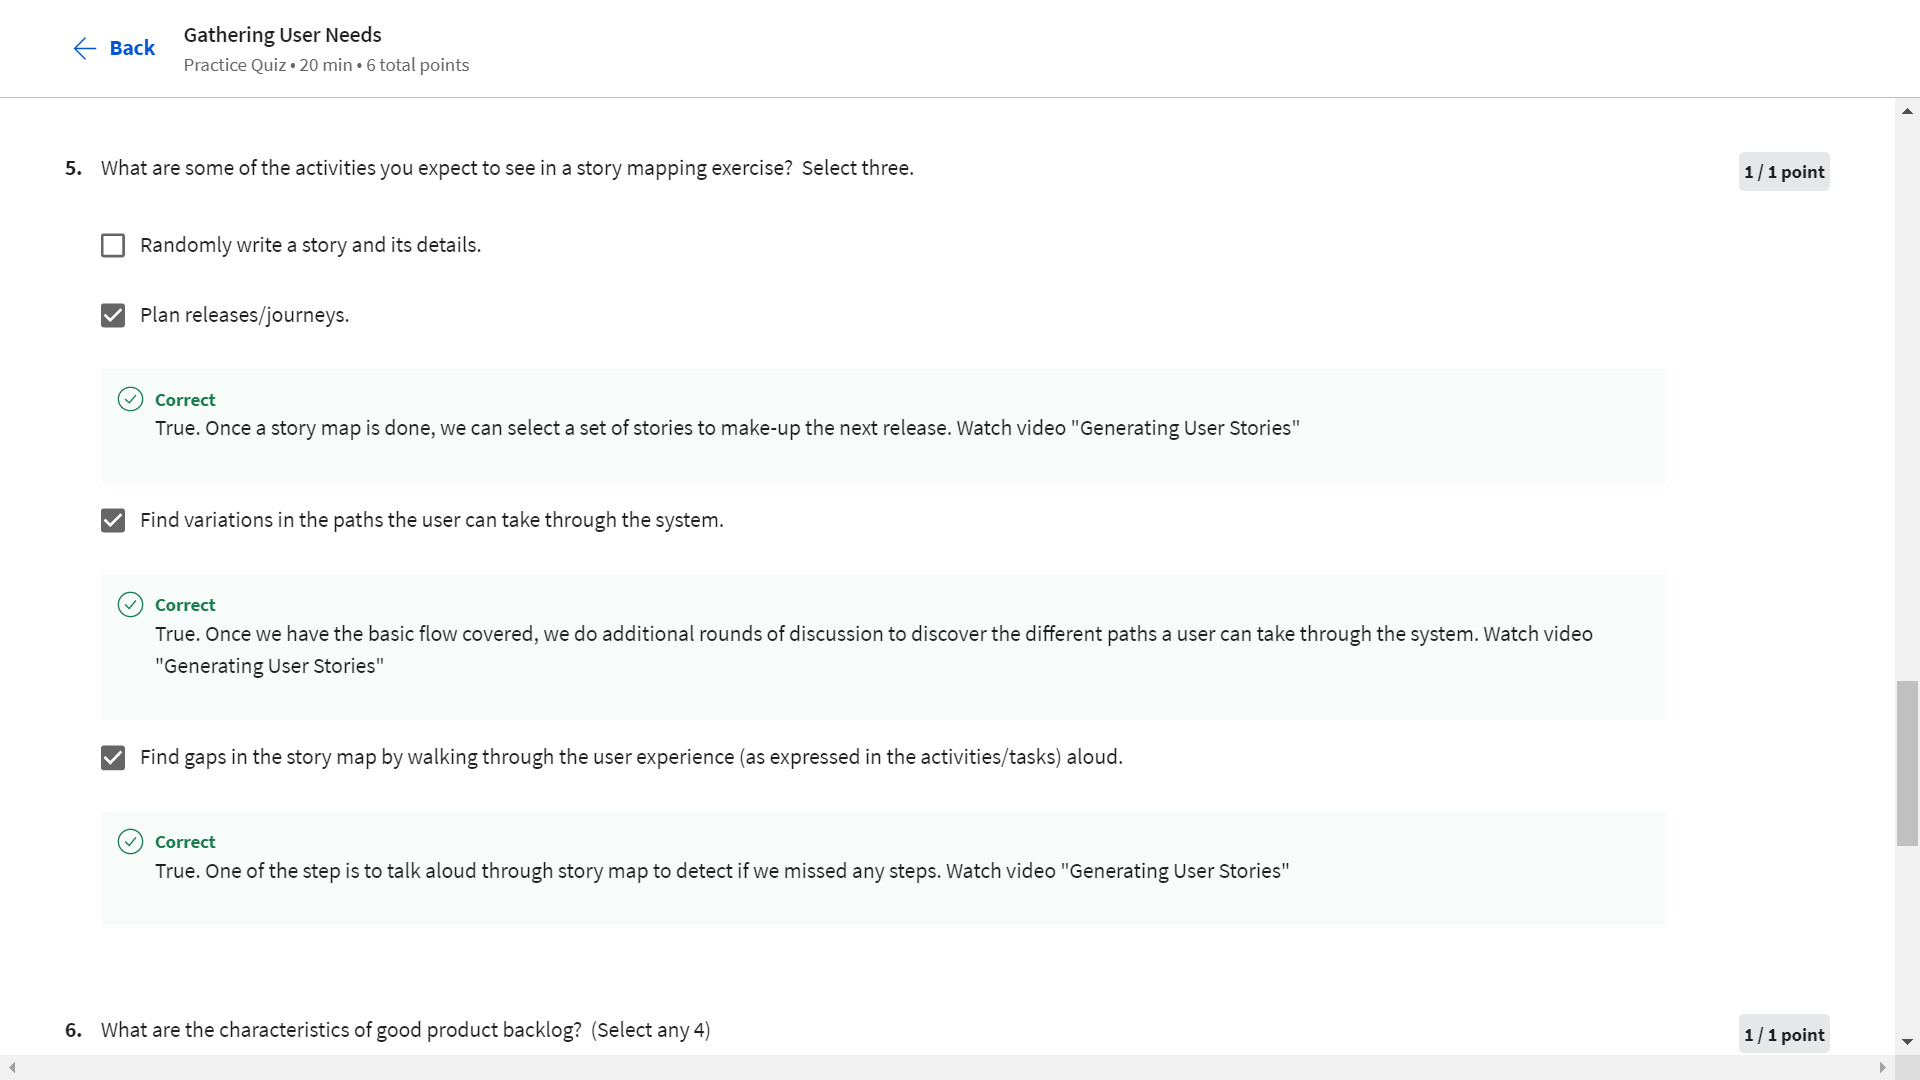 Back
Gathering User Needs
Practice Quiz • 20 min • 6 total points
5. What are some of the activities you expect to see in a story mapping exercise? Select three.
1 / 1 point
Randomly write a story and its details.
Plan releases/journeys.
Correct
True. Once a story map is done, we can select a set of stories to make-up the next release. Watch video "Generating User Stories"
Find variations in the paths the user can take through the system.
Correct
True. Once we have the basic flow covered, we do additional rounds of discussion to discover the different paths a user can take through the system. Watch video
"Generating User Stories"
Find gaps in the story map by walking through the user experience (as expressed in the activities/tasks) aloud.
Correct
True. One of the step is to talk aloud through story map to detect if we missed any steps. Watch video "Generating User Stories"
6. What are the characteristics of good product backlog? (Select any 4)
1 / 1 point